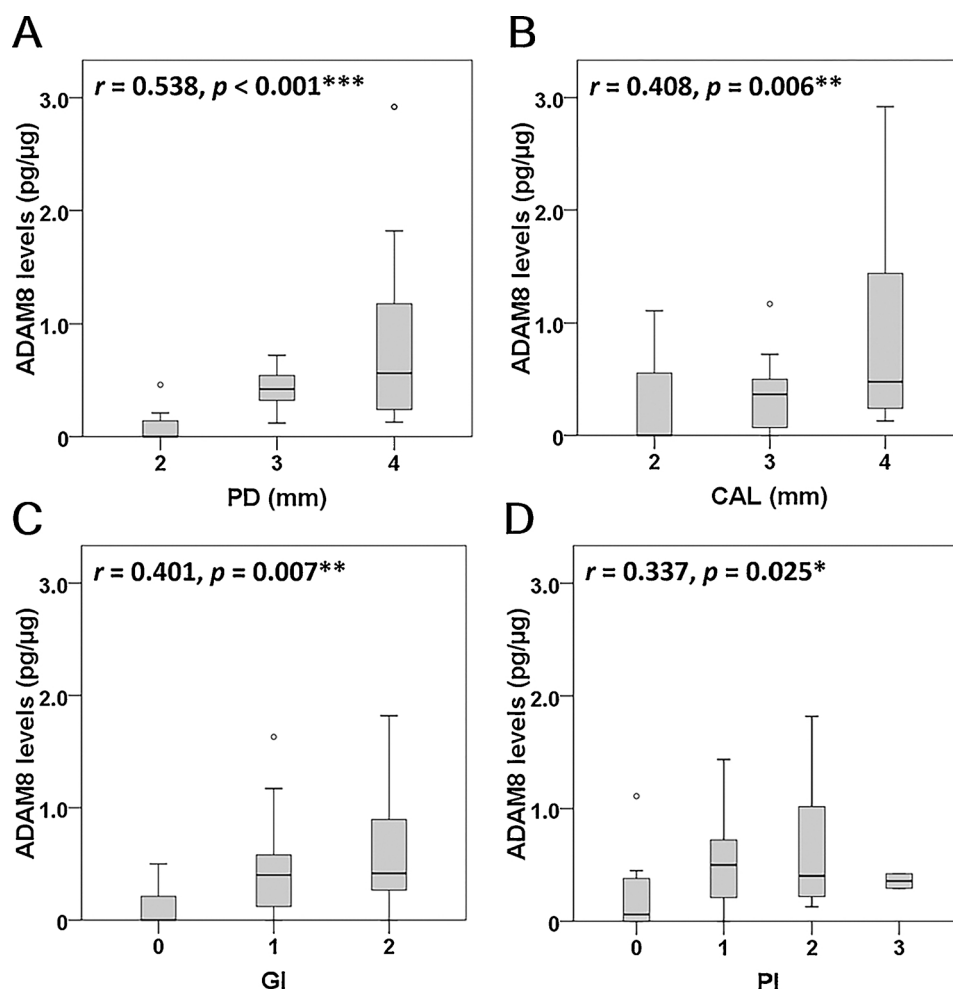 A
r = 0.538, p < 0.001***
ADAM8 levels (pg/µg)
3.0
2.0
1.0
0
2 3 4
PD (mm)
B
r = 0.408, p = 0.006**
ADAM8 levels (pg/µg)
3.0
2.0
1.0
0
2 3 4
CAL (mm)
C
r = 0.401, p = 0.007**
ADAM8 levels (pg/µg)
3.0
2.0
1.0
0
0 1 2
GI
D
r = 0.337, p = 0.025*
ADAM8 levels (pg/µg)
3.0
2.0
1.0
0
0 1 2 3
PI